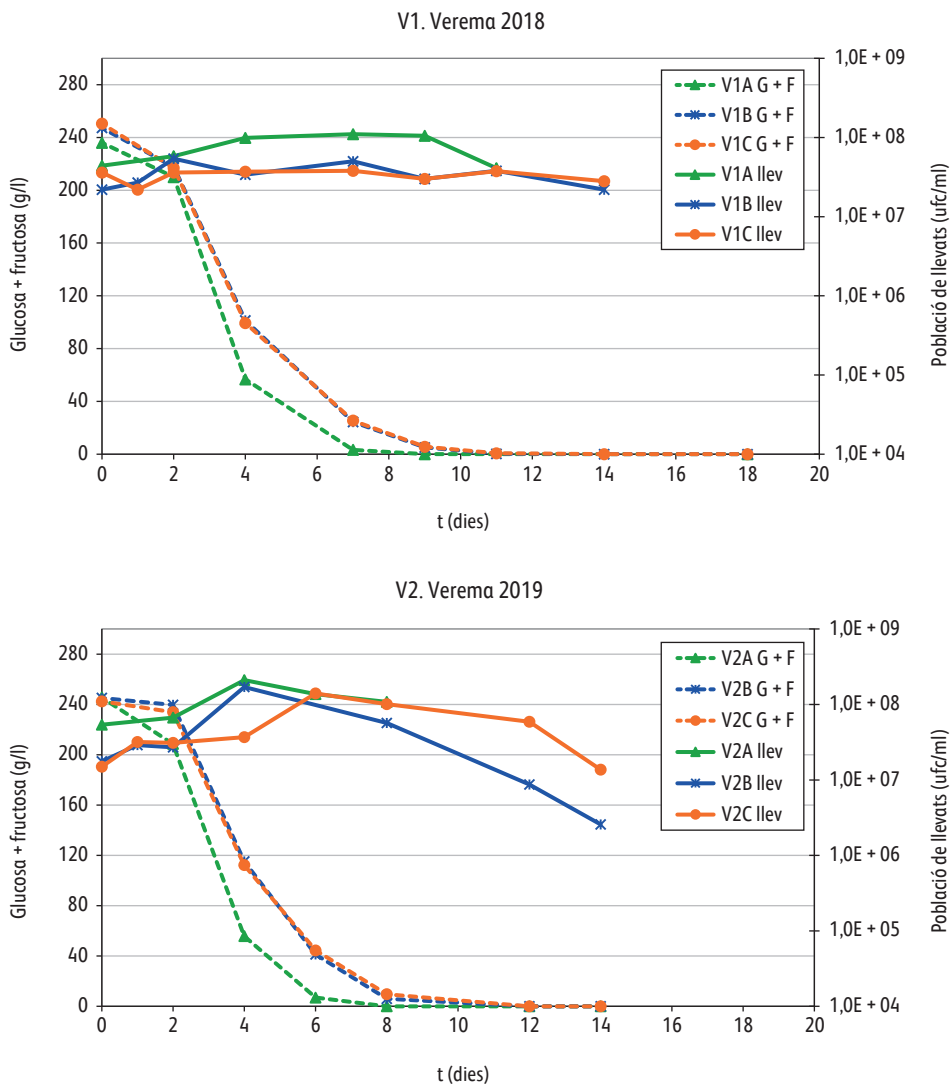 V1. Verema 2018
Glucosa + fructosa (g/l)
280
240
200
160
120
80
40
0
0 2 4 6 8 10 12 14 16 18 20
t (dies)
1,0E + 09
1,0E + 08
1,0E + 07
1,0E + 06
1,0E + 05
1,0E + 04
Població de llevats (ufc/ml)
V1A G + F
V1B G + F
V1C G + F
V1A llev
V1B llev
V1C llev
V2. Verema 2019
Glucosa + fructosa (g/l)
280
240
200
160
120
80
40
0
0 2 4 6 8 10 12 14 16 18 20
t (dies)
1,0E + 09
1,0E + 08
1,0E + 07
1,0E + 06
1,0E + 05
1,0E + 04
Població de llevats (ufc/ml)
V2A G + F
V2B G + F
V2C G + F
V2A llev
V2B llev
V2C llev